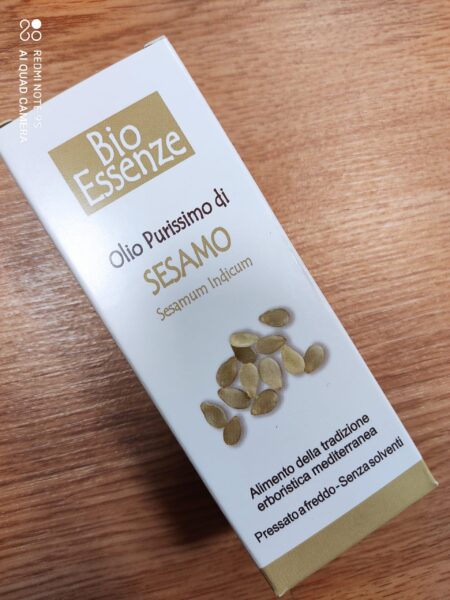 Bio
Essenze
Olio Purissimo di
SESAMO
Sesamum Indicum
Alimento della tradizione
erboristica mediterranea
Pressato a freddo - Senza solventi
REDMI NOTE 9S
AI QUAD CAMERA